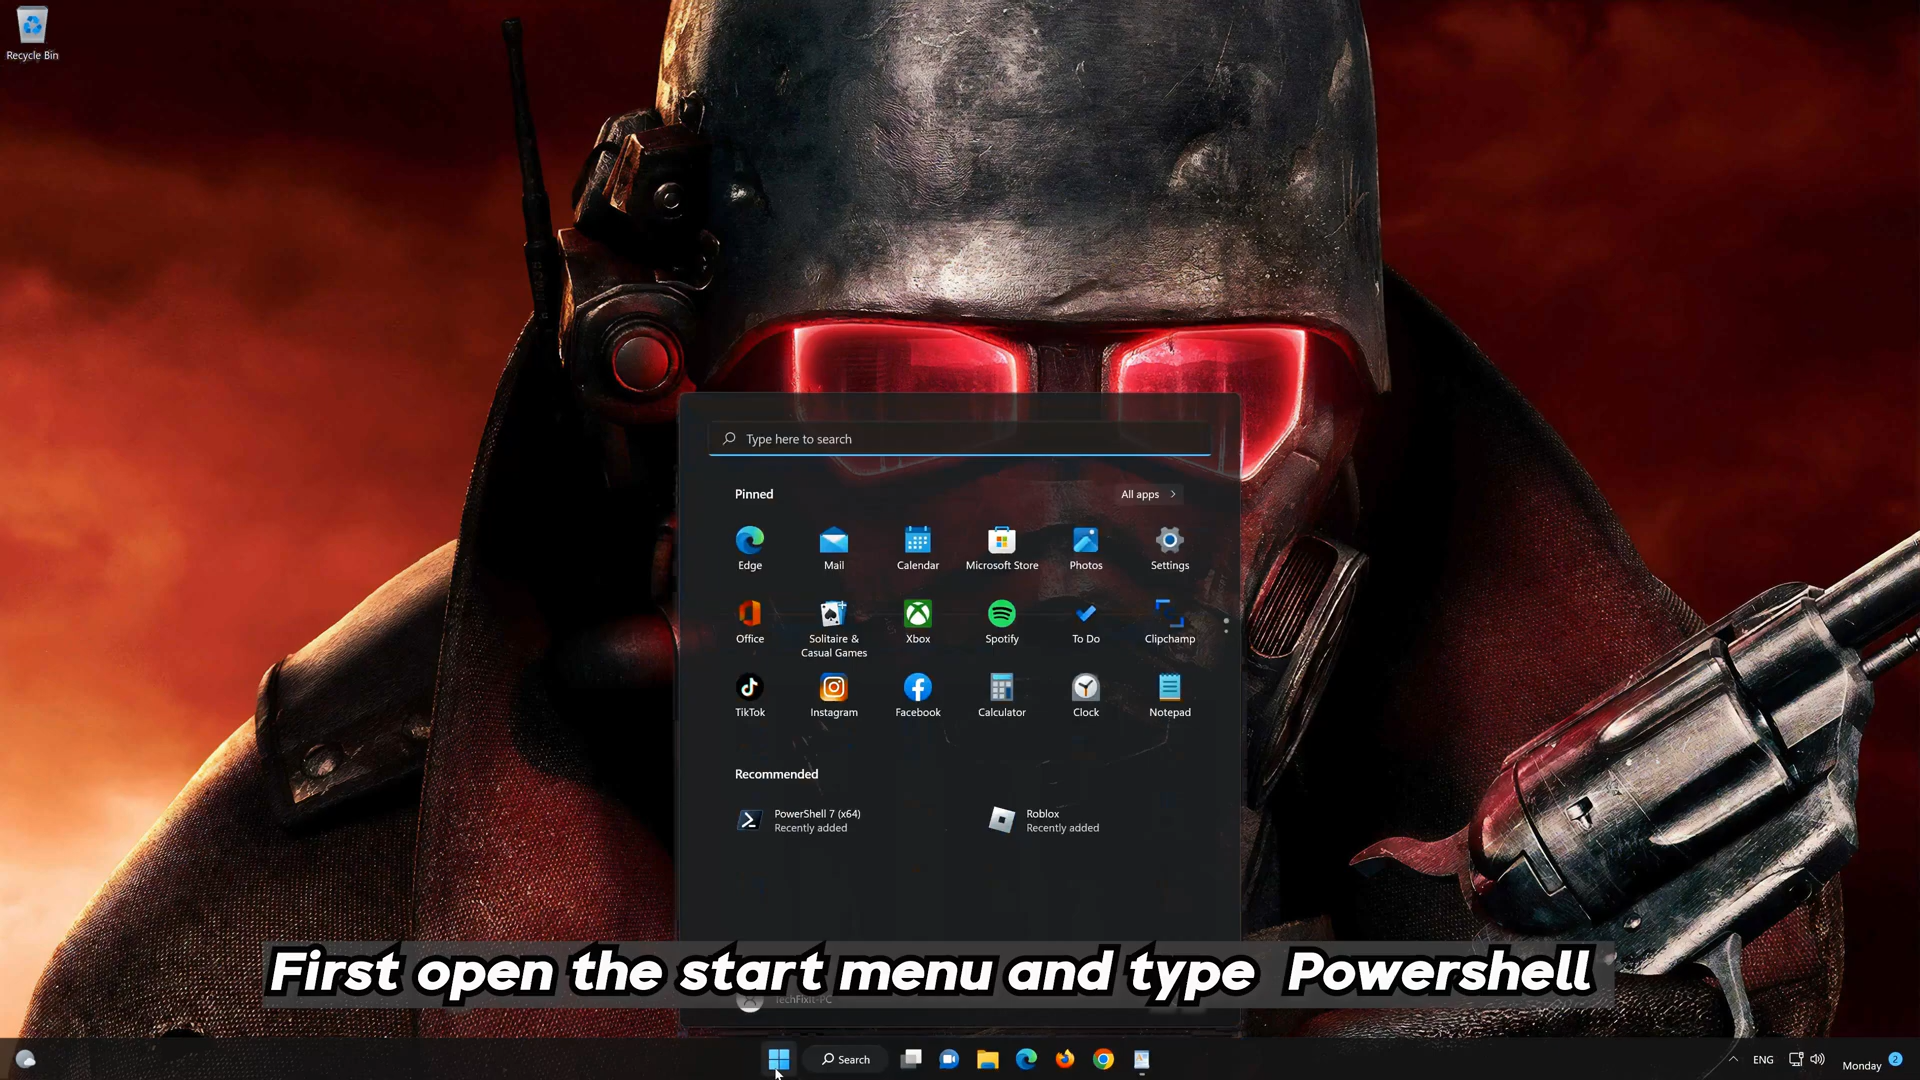 Recycle Bin
Type here to search
Pinned
All apps
Edge
Mail
Calendar
Microsoft Store
Photos
Settings
Office
Solitaire &
Casual Games
Xbox
Spotify
To Do
Clipchamp
TikTok
Instagram
Facebook
Calculator
Clock
Notepad
Recommended
PowerShell 7 (x64)
Recently added
Roblox
Recently added
First open the start menu and type Powershell
TechFixIT-PC
Search
ENG
Monday
2